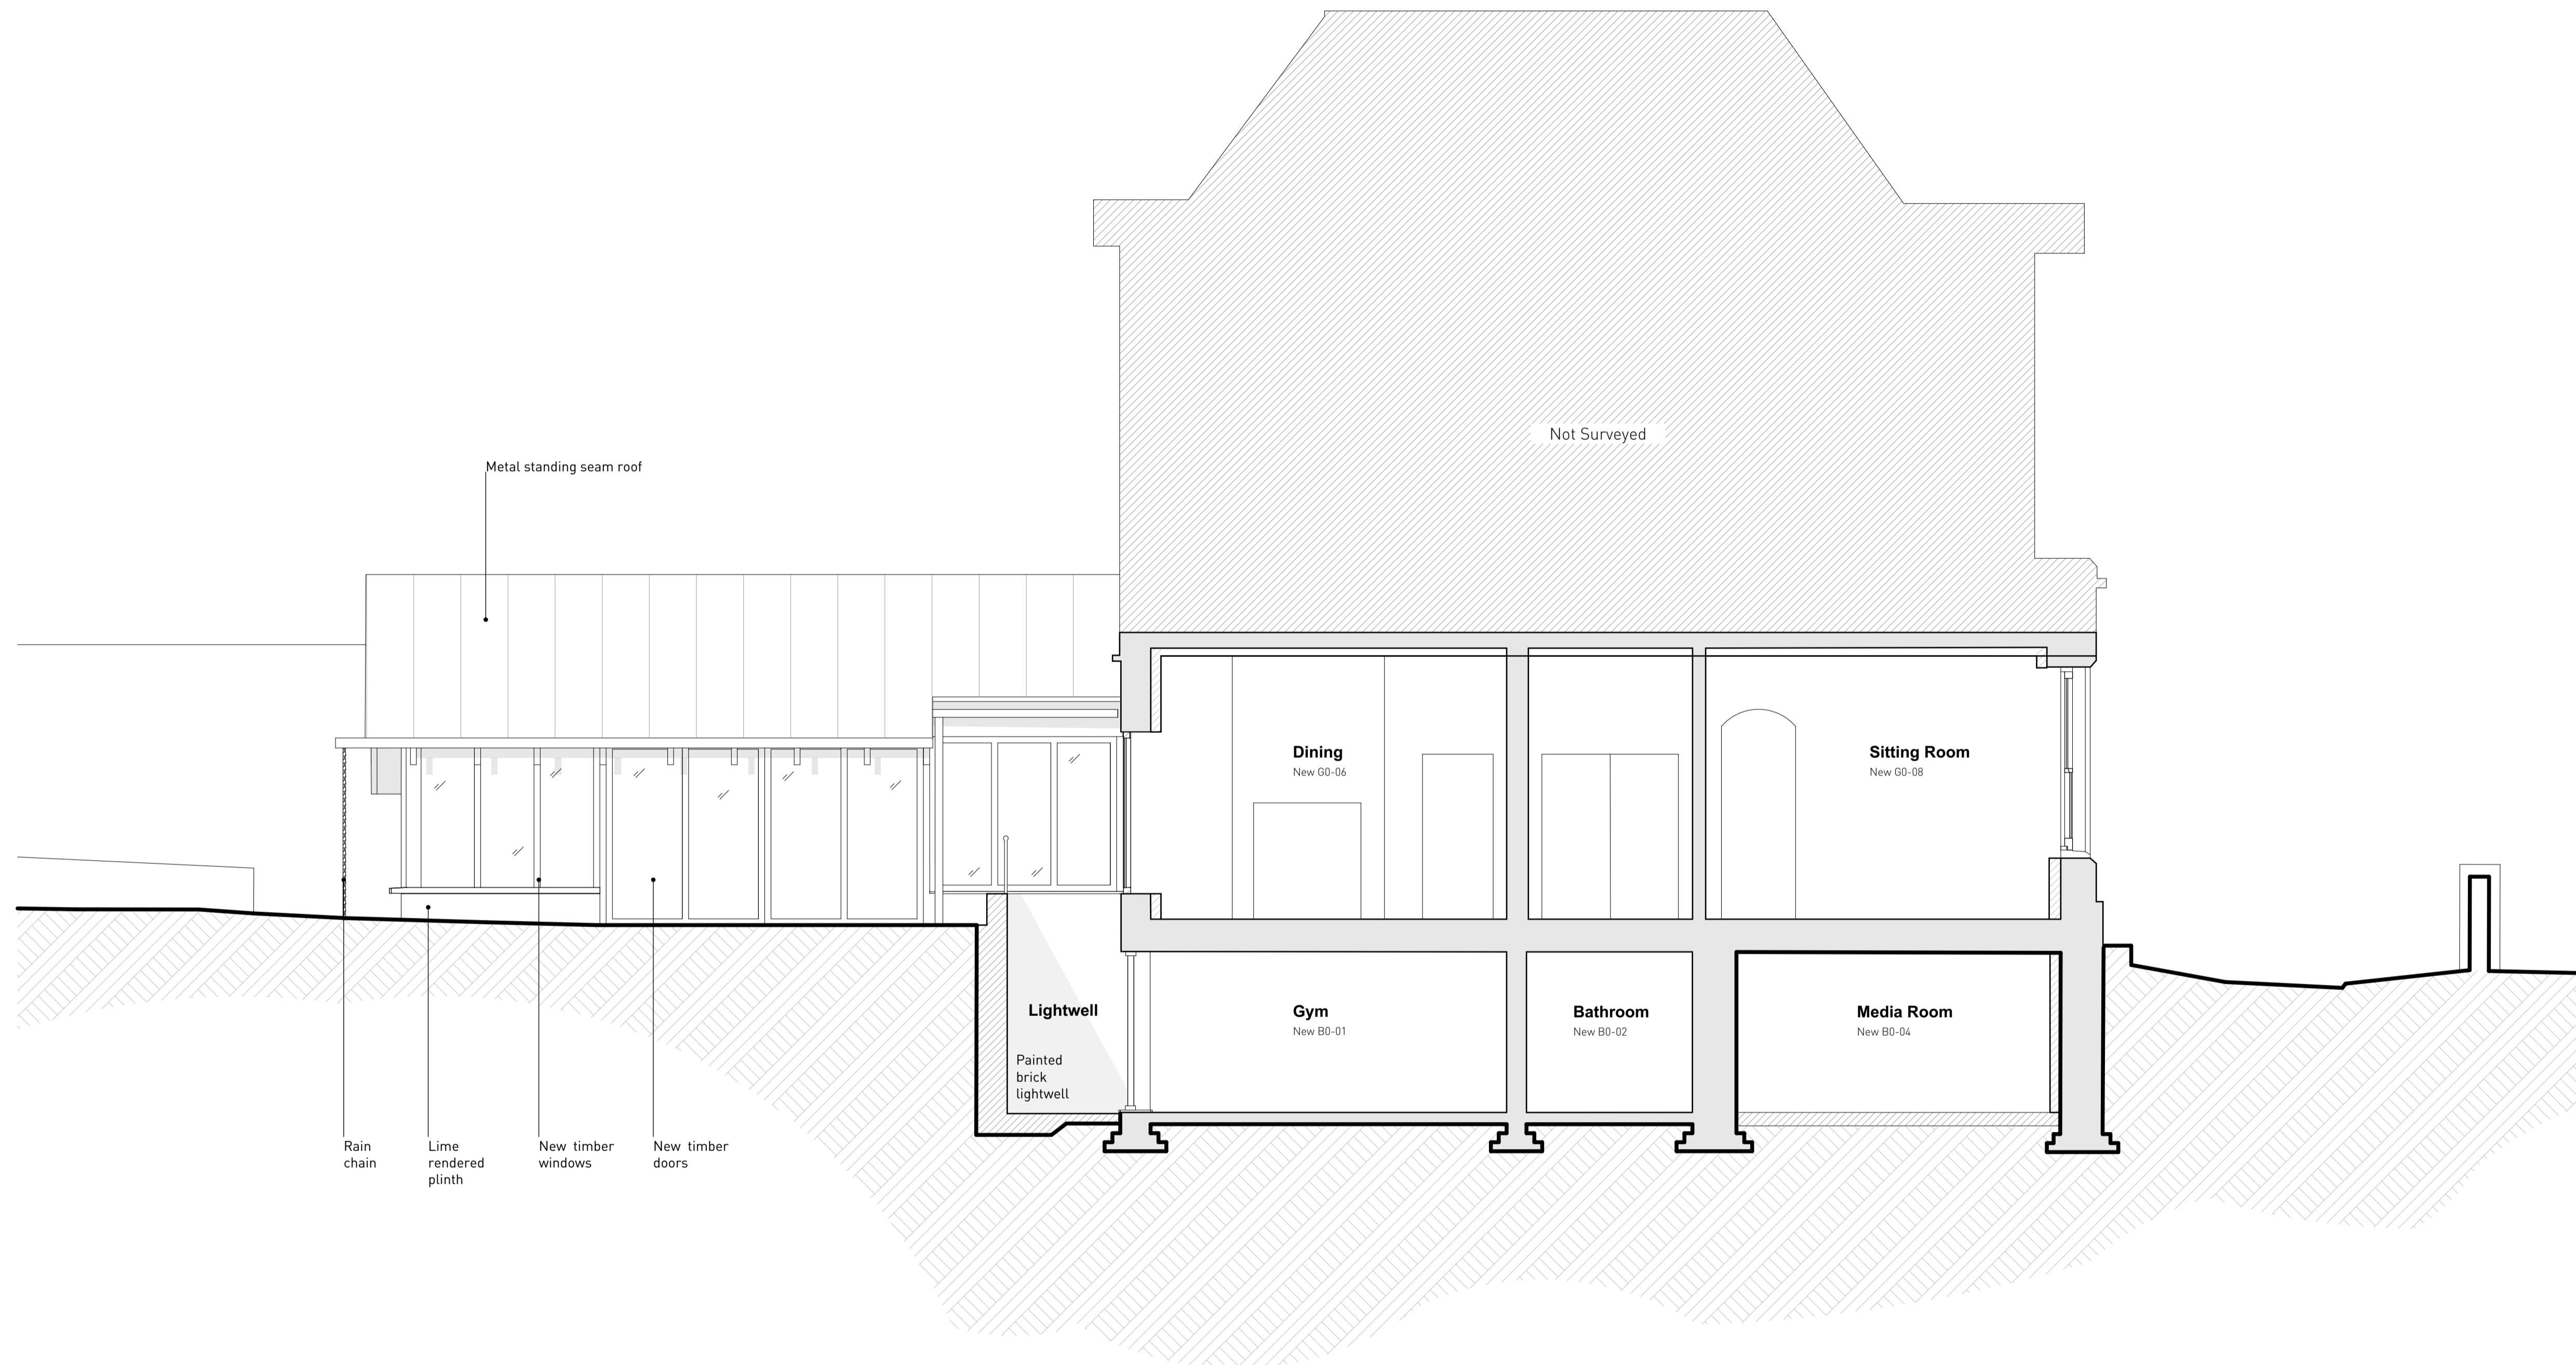 Not Surveyed
Metal standing seam roof
Dining
New G0-06
Sitting Room
New G0-08
Lightwell
Painted
brick
lightwell
Gym
New B0-01
Bathroom
New B0-02
Media Room
New B0-04
Rain
chain
Lime
rendered
plinth
New timber
windows
New timber
doors